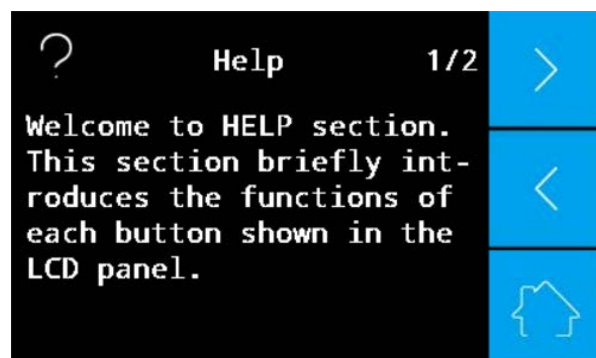 ? Help 1/2
Welcome to HELP section.
This section briefly int-
roduces the functions of
each button shown in the
LCD panel.